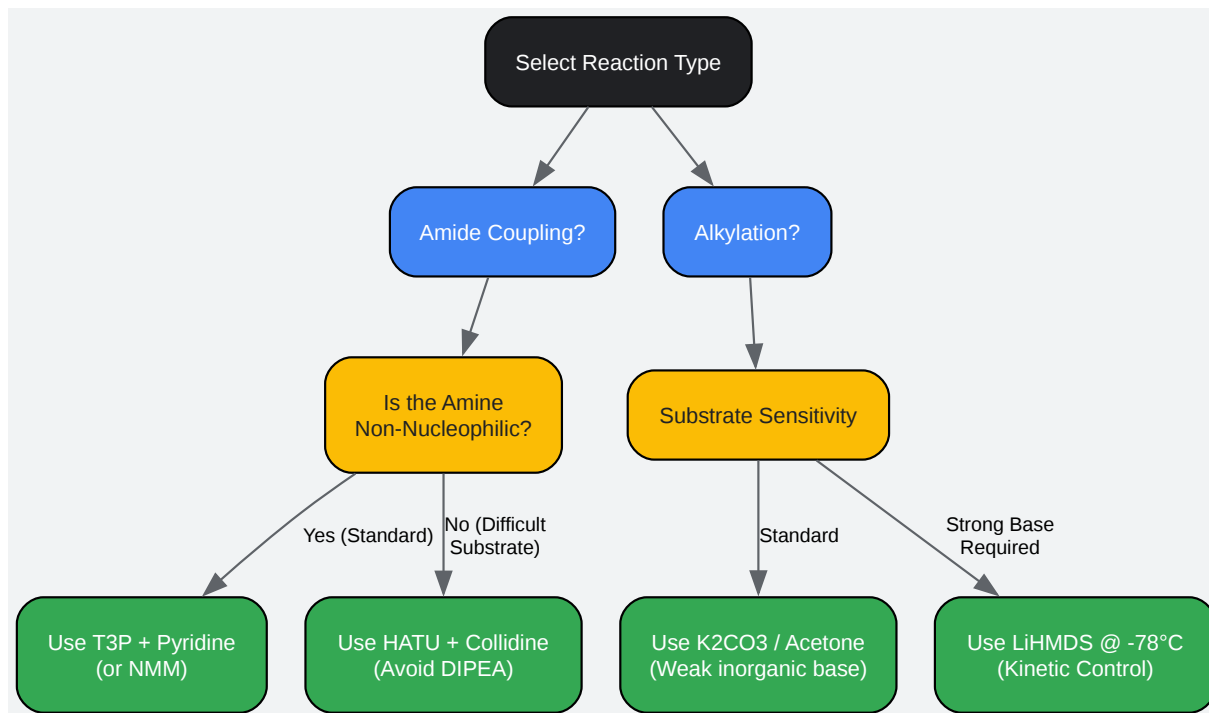 Select Reaction Type
Amide Coupling?
Alkylation?
Is the Amine
Non-Nucleophilic?
Substrate Sensitivity
Yes (Standard)
No (Difficult
Substrate)
Standard
Strong Base
Required
Use T3P + Pyridine
(or NMM)
Use HATU + Collidine
(Avoid DIPEA)
Use K2CO3 / Acetone
(Weak inorganic base)
Use LiHMDS @ -78°C
(Kinetic Control)